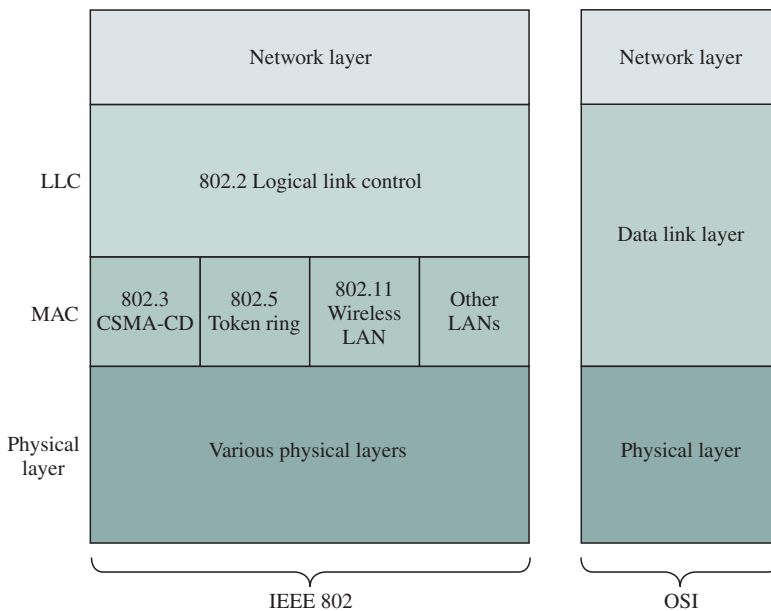 Network layer
Network layer
LLC
802.2 Logical link control
Data link layer
MAC
802.3
CSMA-CD
802.5
Token ring
802.11
Wireless
LAN
Other
LANs
Physical
layer
Various physical layers
Physical layer
IEEE 802
OSI